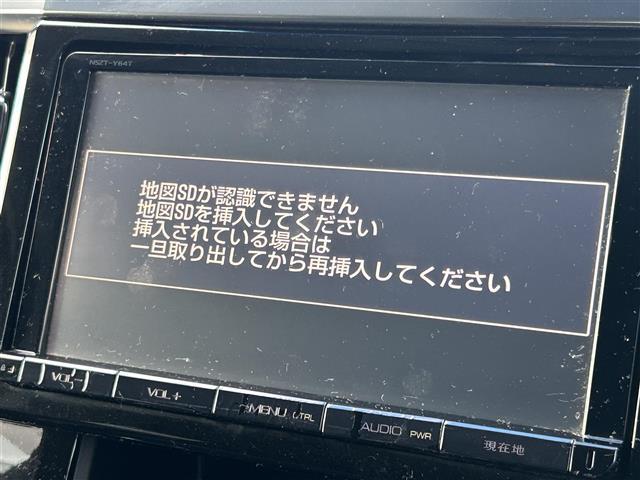 NSZT-Y64T
地図SDが認識できません
地図SDを挿入してください
挿入されている場合は
一旦取り出してから再挿入してください
VOL-
VOL+
MENU CTRL
AUDIO PWR
現在地